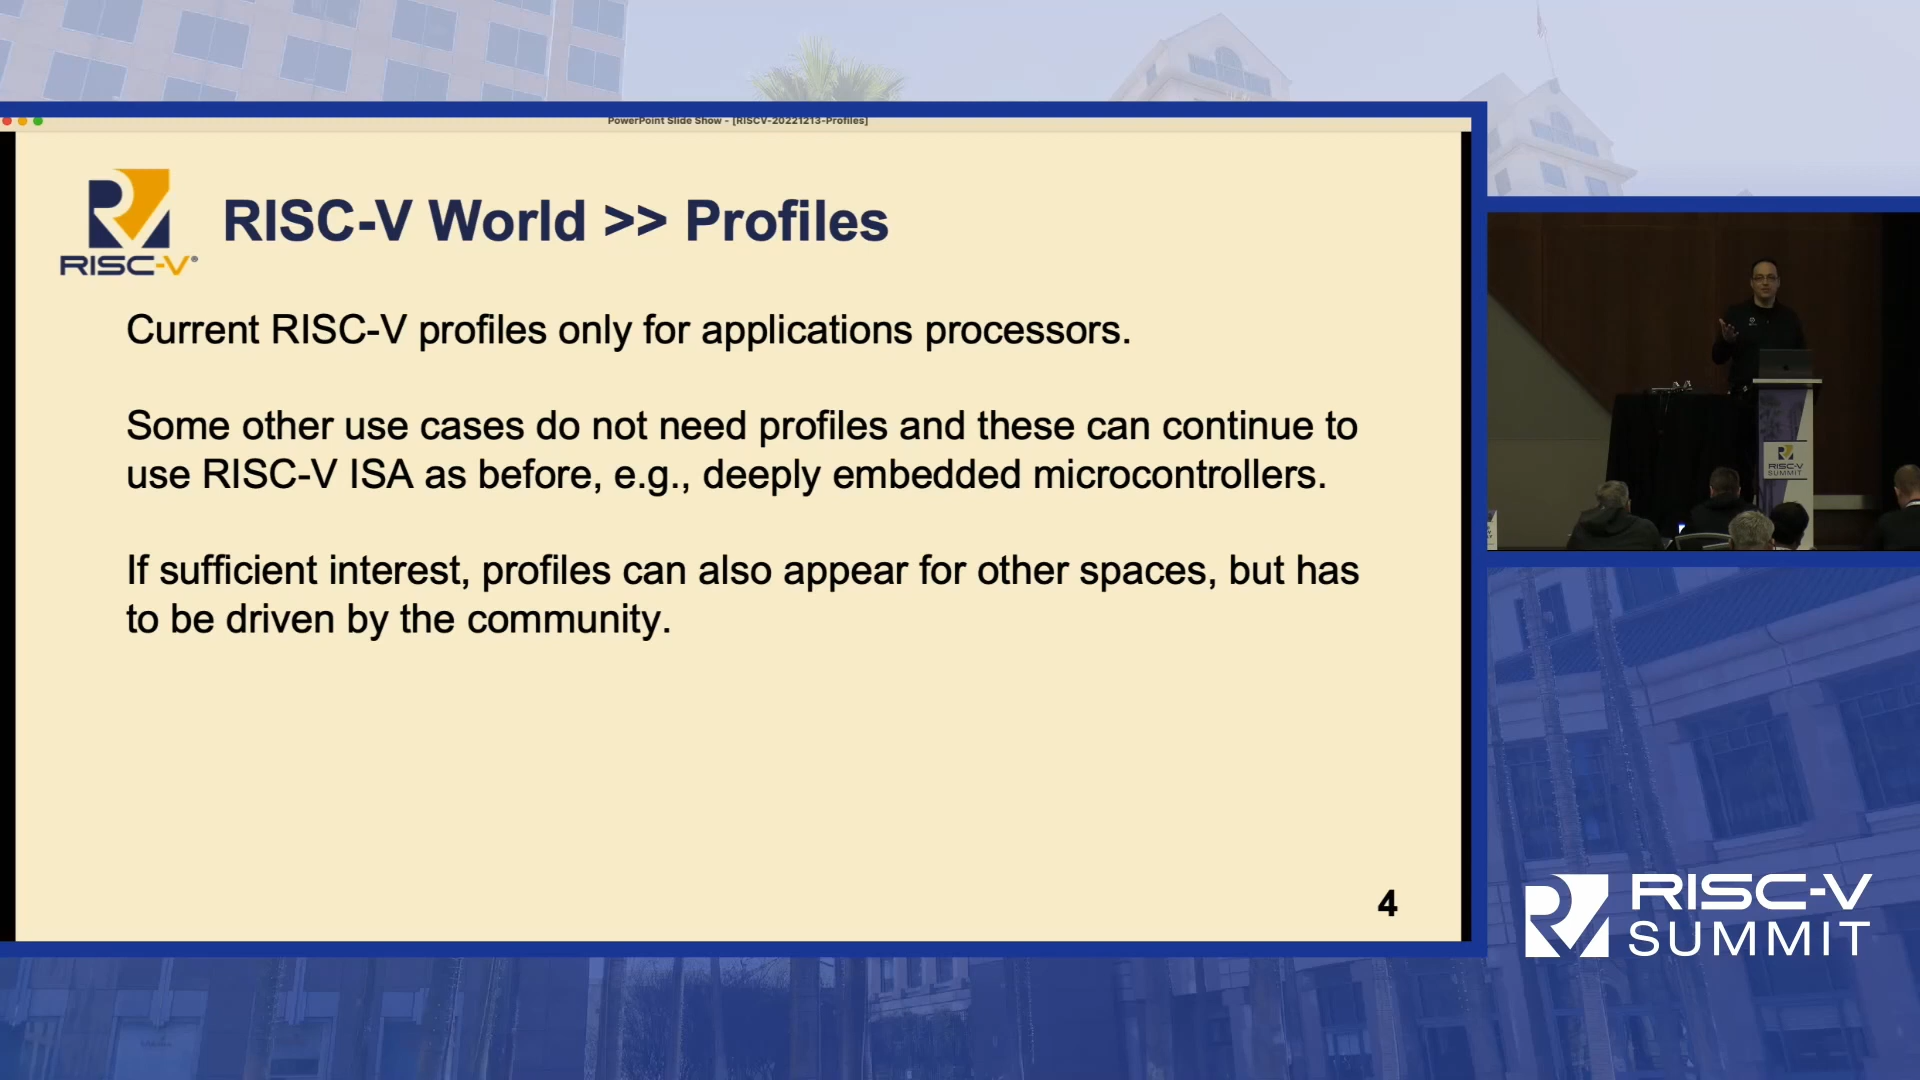 PowerPoint Slide Show - [RISCV-20221213-Profiles]
RISC-V®
RISC-V World >> Profiles
Current RISC-V profiles only for applications processors.
Some other use cases do not need profiles and these can continue to
use RISC-V ISA as before, e.g., deeply embedded microcontrollers.
If sufficient interest, profiles can also appear for other spaces, but has
to be driven by the community.
4
RISC-V
SUMMIT
RISC-V
SUMMIT